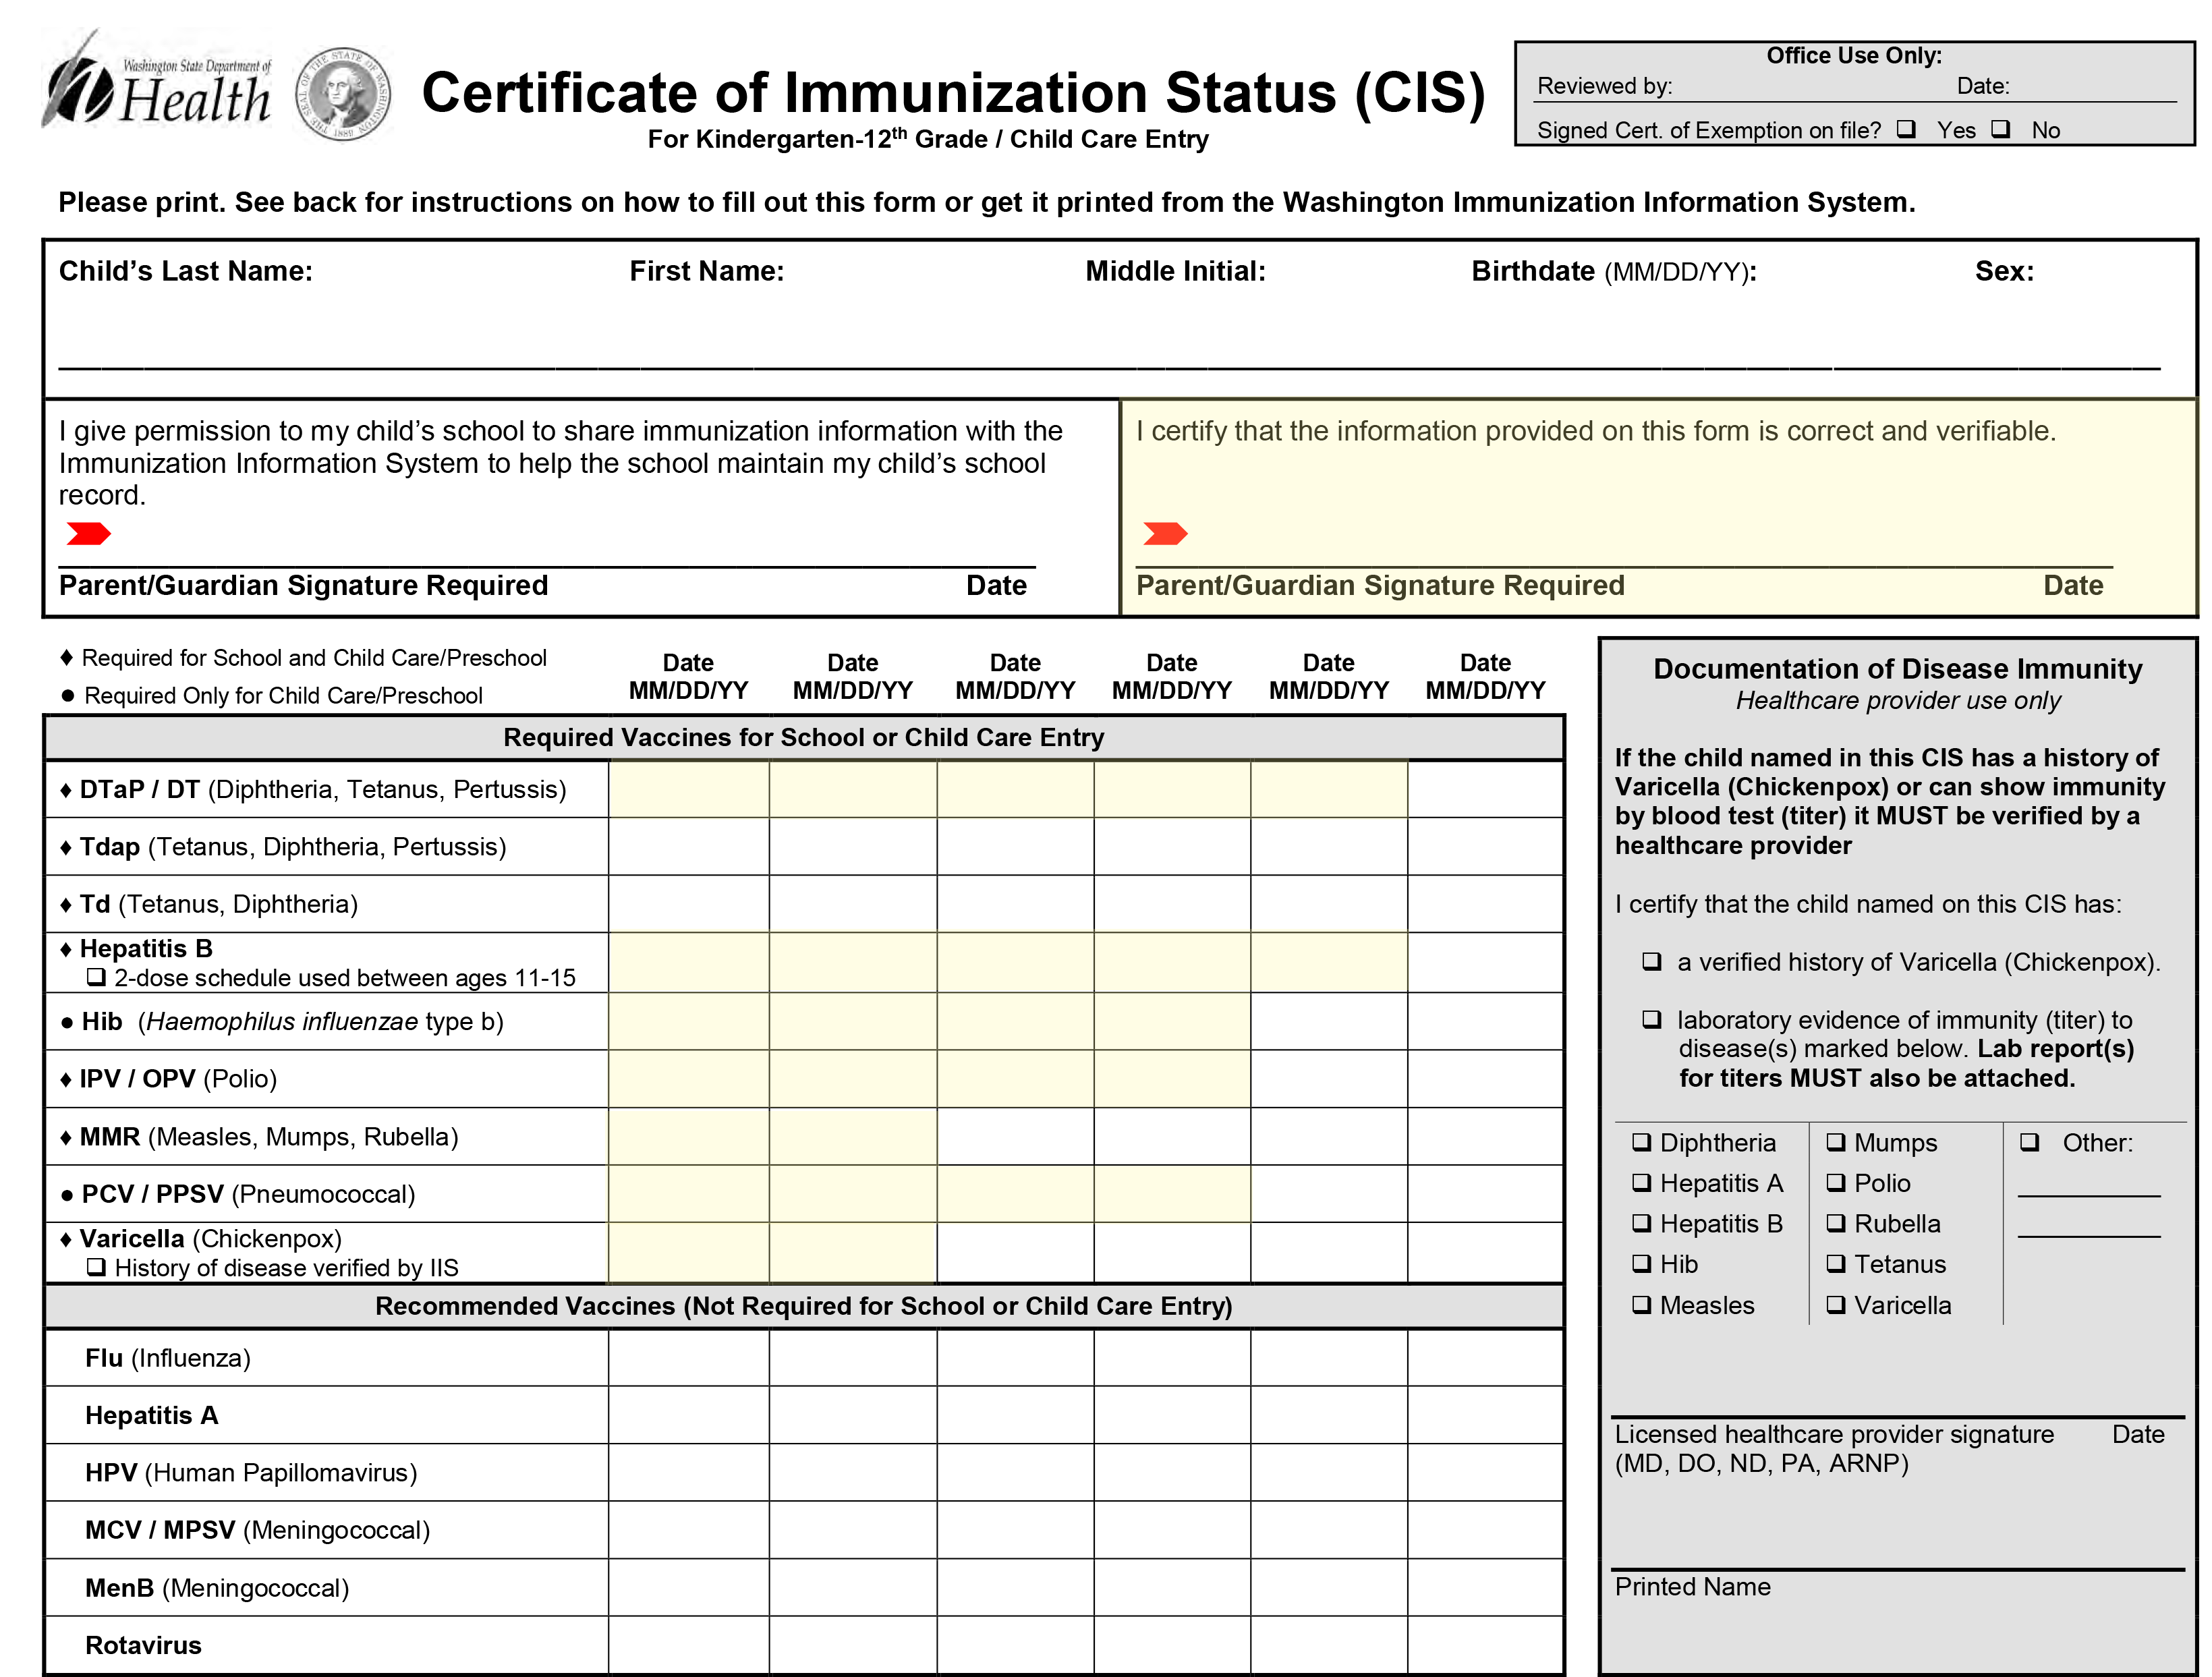 Washington State Department of
Health
THE SEAL OF THE STATE OF WASHINGTON
1889
Certificate of Immunization Status (CIS)
For Kindergarten-12th Grade / Child Care Entry
Office Use Only:
Reviewed by: Date:
Signed Cert. of Exemption on file? ❑ Yes ❑ No
Please print. See back for instructions on how to fill out this form or get it printed from the Washington Immunization Information System.
Child’s Last Name: First Name: Middle Initial: Birthdate (MM/DD/YY): Sex:
I give permission to my child’s school to share immunization information with the
Immunization Information System to help the school maintain my child’s school
record.
Parent/Guardian Signature Required Date
I certify that the information provided on this form is correct and verifiable.
Parent/Guardian Signature Required Date
♦ Required for School and Child Care/Preschool
● Required Only for Child Care/Preschool
Date Date Date Date Date Date
MM/DD/YY MM/DD/YY MM/DD/YY MM/DD/YY MM/DD/YY MM/DD/YY
Required Vaccines for School or Child Care Entry
♦ DTaP / DT (Diphtheria, Tetanus, Pertussis)
♦ Tdap (Tetanus, Diphtheria, Pertussis)
♦ Td (Tetanus, Diphtheria)
♦ Hepatitis B
❑ 2-dose schedule used between ages 11-15
● Hib (Haemophilus influenzae type b)
♦ IPV / OPV (Polio)
♦ MMR (Measles, Mumps, Rubella)
● PCV / PPSV (Pneumococcal)
♦ Varicella (Chickenpox)
❑ History of disease verified by IIS
Recommended Vaccines (Not Required for School or Child Care Entry)
Flu (Influenza)
Hepatitis A
HPV (Human Papillomavirus)
MCV / MPSV (Meningococcal)
MenB (Meningococcal)
Rotavirus
Documentation of Disease Immunity
Healthcare provider use only
If the child named in this CIS has a history of
Varicella (Chickenpox) or can show immunity
by blood test (titer) it MUST be verified by a
healthcare provider
I certify that the child named on this CIS has:
❑ a verified history of Varicella (Chickenpox).
❑ laboratory evidence of immunity (titer) to
disease(s) marked below. Lab report(s)
for titers MUST also be attached.
❑ Diphtheria ❑ Mumps ❑ Other:
❑ Hepatitis A ❑ Polio
❑ Hepatitis B ❑ Rubella
❑ Hib ❑ Tetanus
❑ Measles ❑ Varicella
Licensed healthcare provider signature Date
(MD, DO, ND, PA, ARNP)
Printed Name